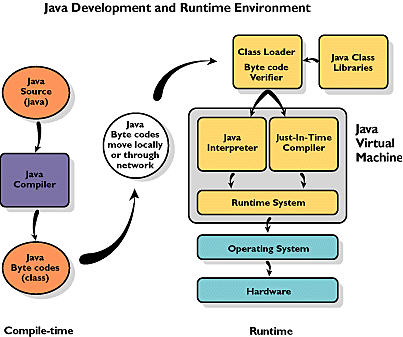 Java Development and Runtime Environment
Java
Source
(java)
Java
Compiler
Java
Byte codes
(class)
Compile-time
Java
Byte codes
move locally
or through
network
Class Loader
Byte code
Verifier
Java Class
Libraries
Java
Interpreter
Just-In-Time
Compiler
Java
Virtual
Machine
Runtime System
Operating System
Hardware
Runtime